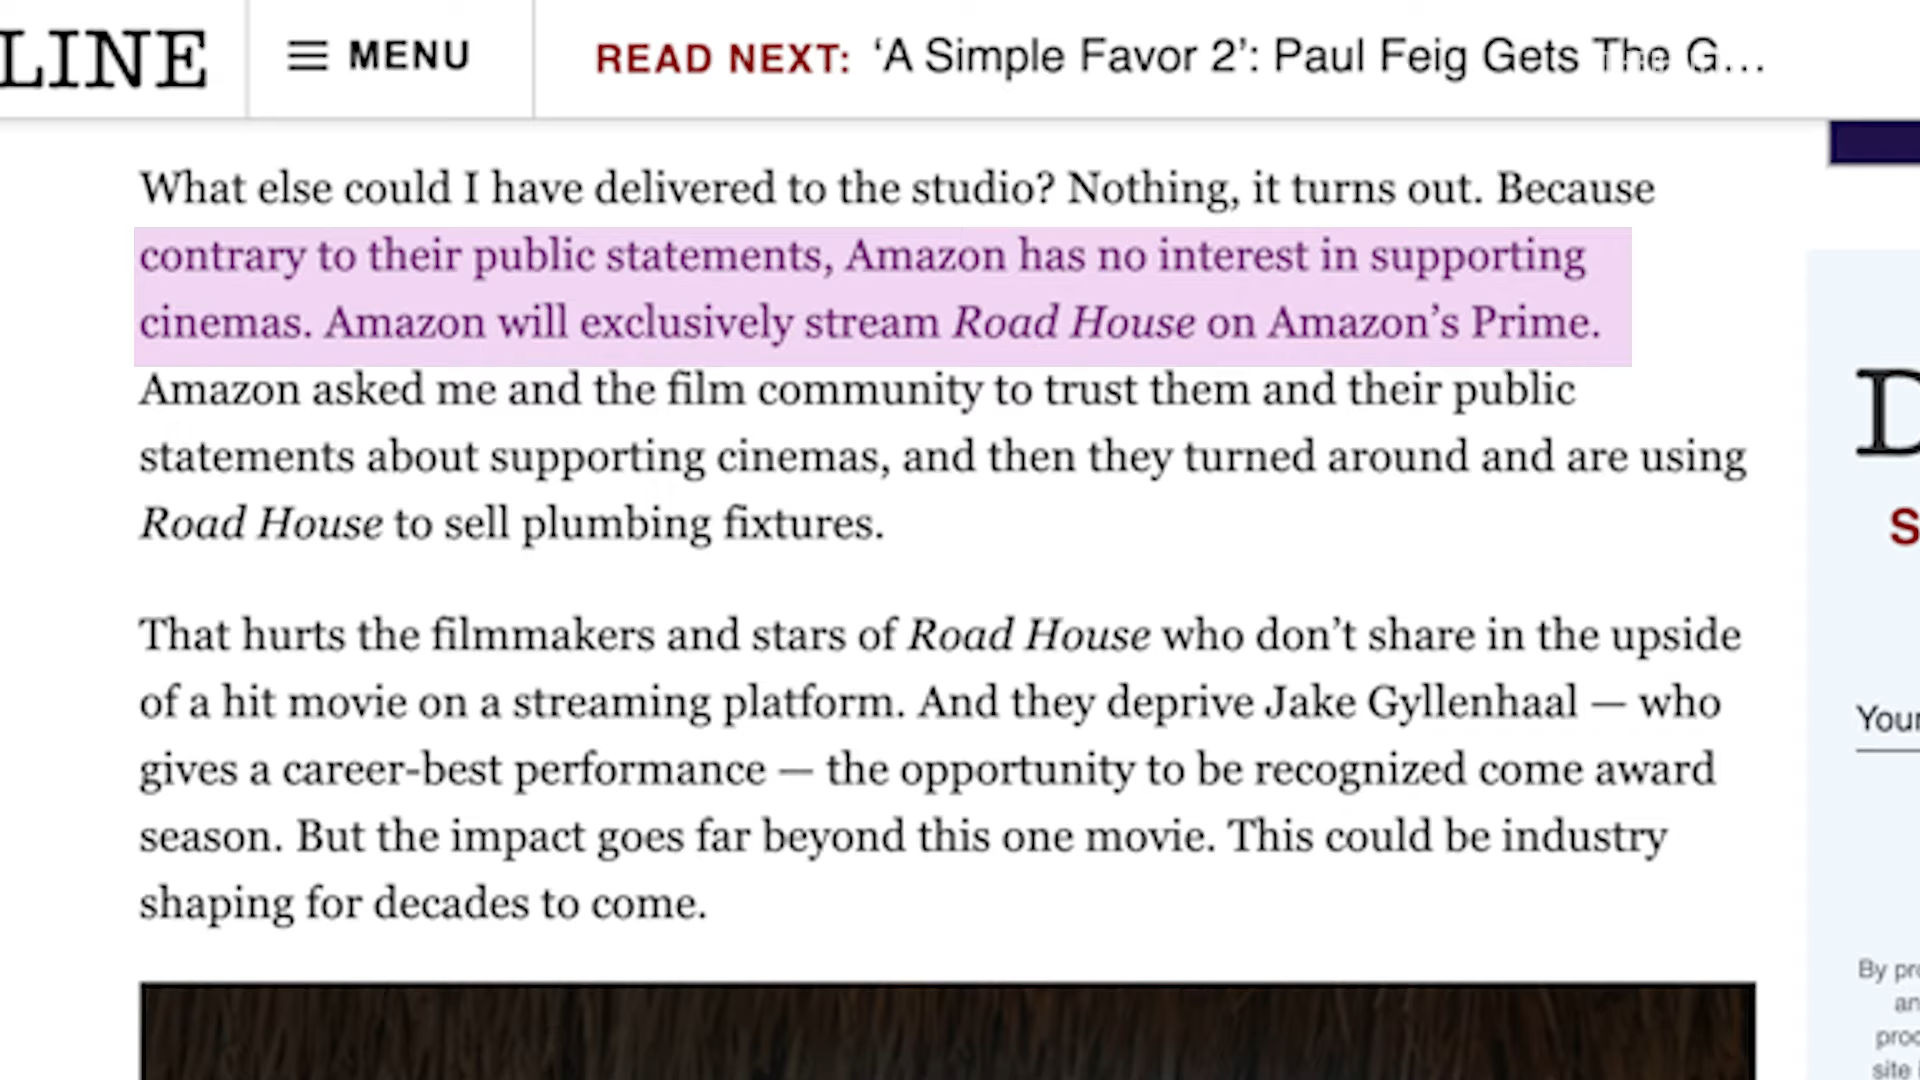 LINE
MENU
READ NEXT: ‘A Simple Favor 2’: Paul Feig Gets The G…
What else could I have delivered to the studio? Nothing, it turns out. Because
contrary to their public statements, Amazon has no interest in supporting
cinemas. Amazon will exclusively stream Road House on Amazon’s Prime.
Amazon asked me and the film community to trust them and their public
statements about supporting cinemas, and then they turned around and are using
Road House to sell plumbing fixtures.
That hurts the filmmakers and stars of Road House who don’t share in the upside
of a hit movie on a streaming platform. And they deprive Jake Gyllenhaal — who
gives a career-best performance — the opportunity to be recognized come award
season. But the impact goes far beyond this one movie. This could be industry
shaping for decades to come.
D
S
Your
By pro
an
proc
site